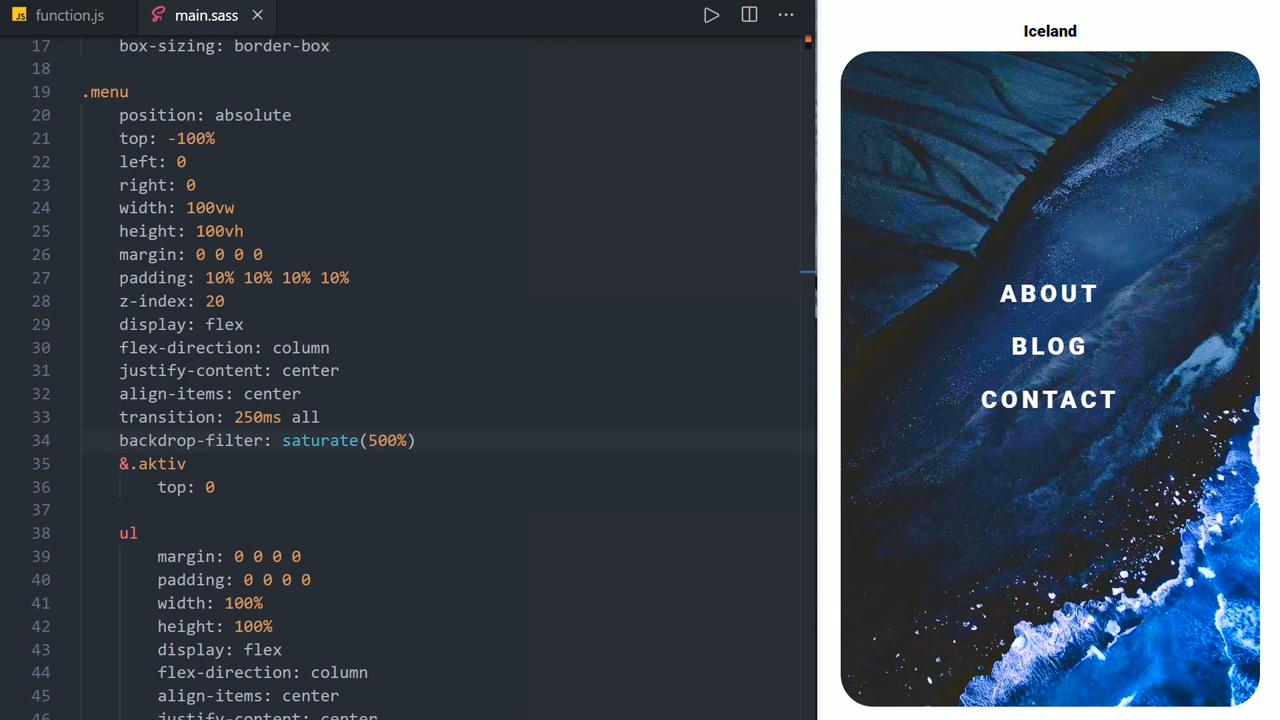 JS function.js
main.sass
17 box-sizing: border-box
18
19 .menu
20 position: absolute
21 top: -100%
22 left: 0
23 right: 0
24 width: 100vw
25 height: 100vh
26 margin: 0 0 0 0
27 padding: 10% 10% 10% 10%
28 z-index: 20
29 display: flex
30 flex-direction: column
31 justify-content: center
32 align-items: center
33 transition: 250ms all
34 backdrop-filter: saturate(500%)
35 &.aktiv
36 top: 0
37
38 ul
39 margin: 0 0 0 0
40 padding: 0 0 0 0
41 width: 100%
42 height: 100%
43 display: flex
44 flex-direction: column
45 align-items: center
46 justify-content: center
Iceland
ABOUT
BLOG
CONTACT